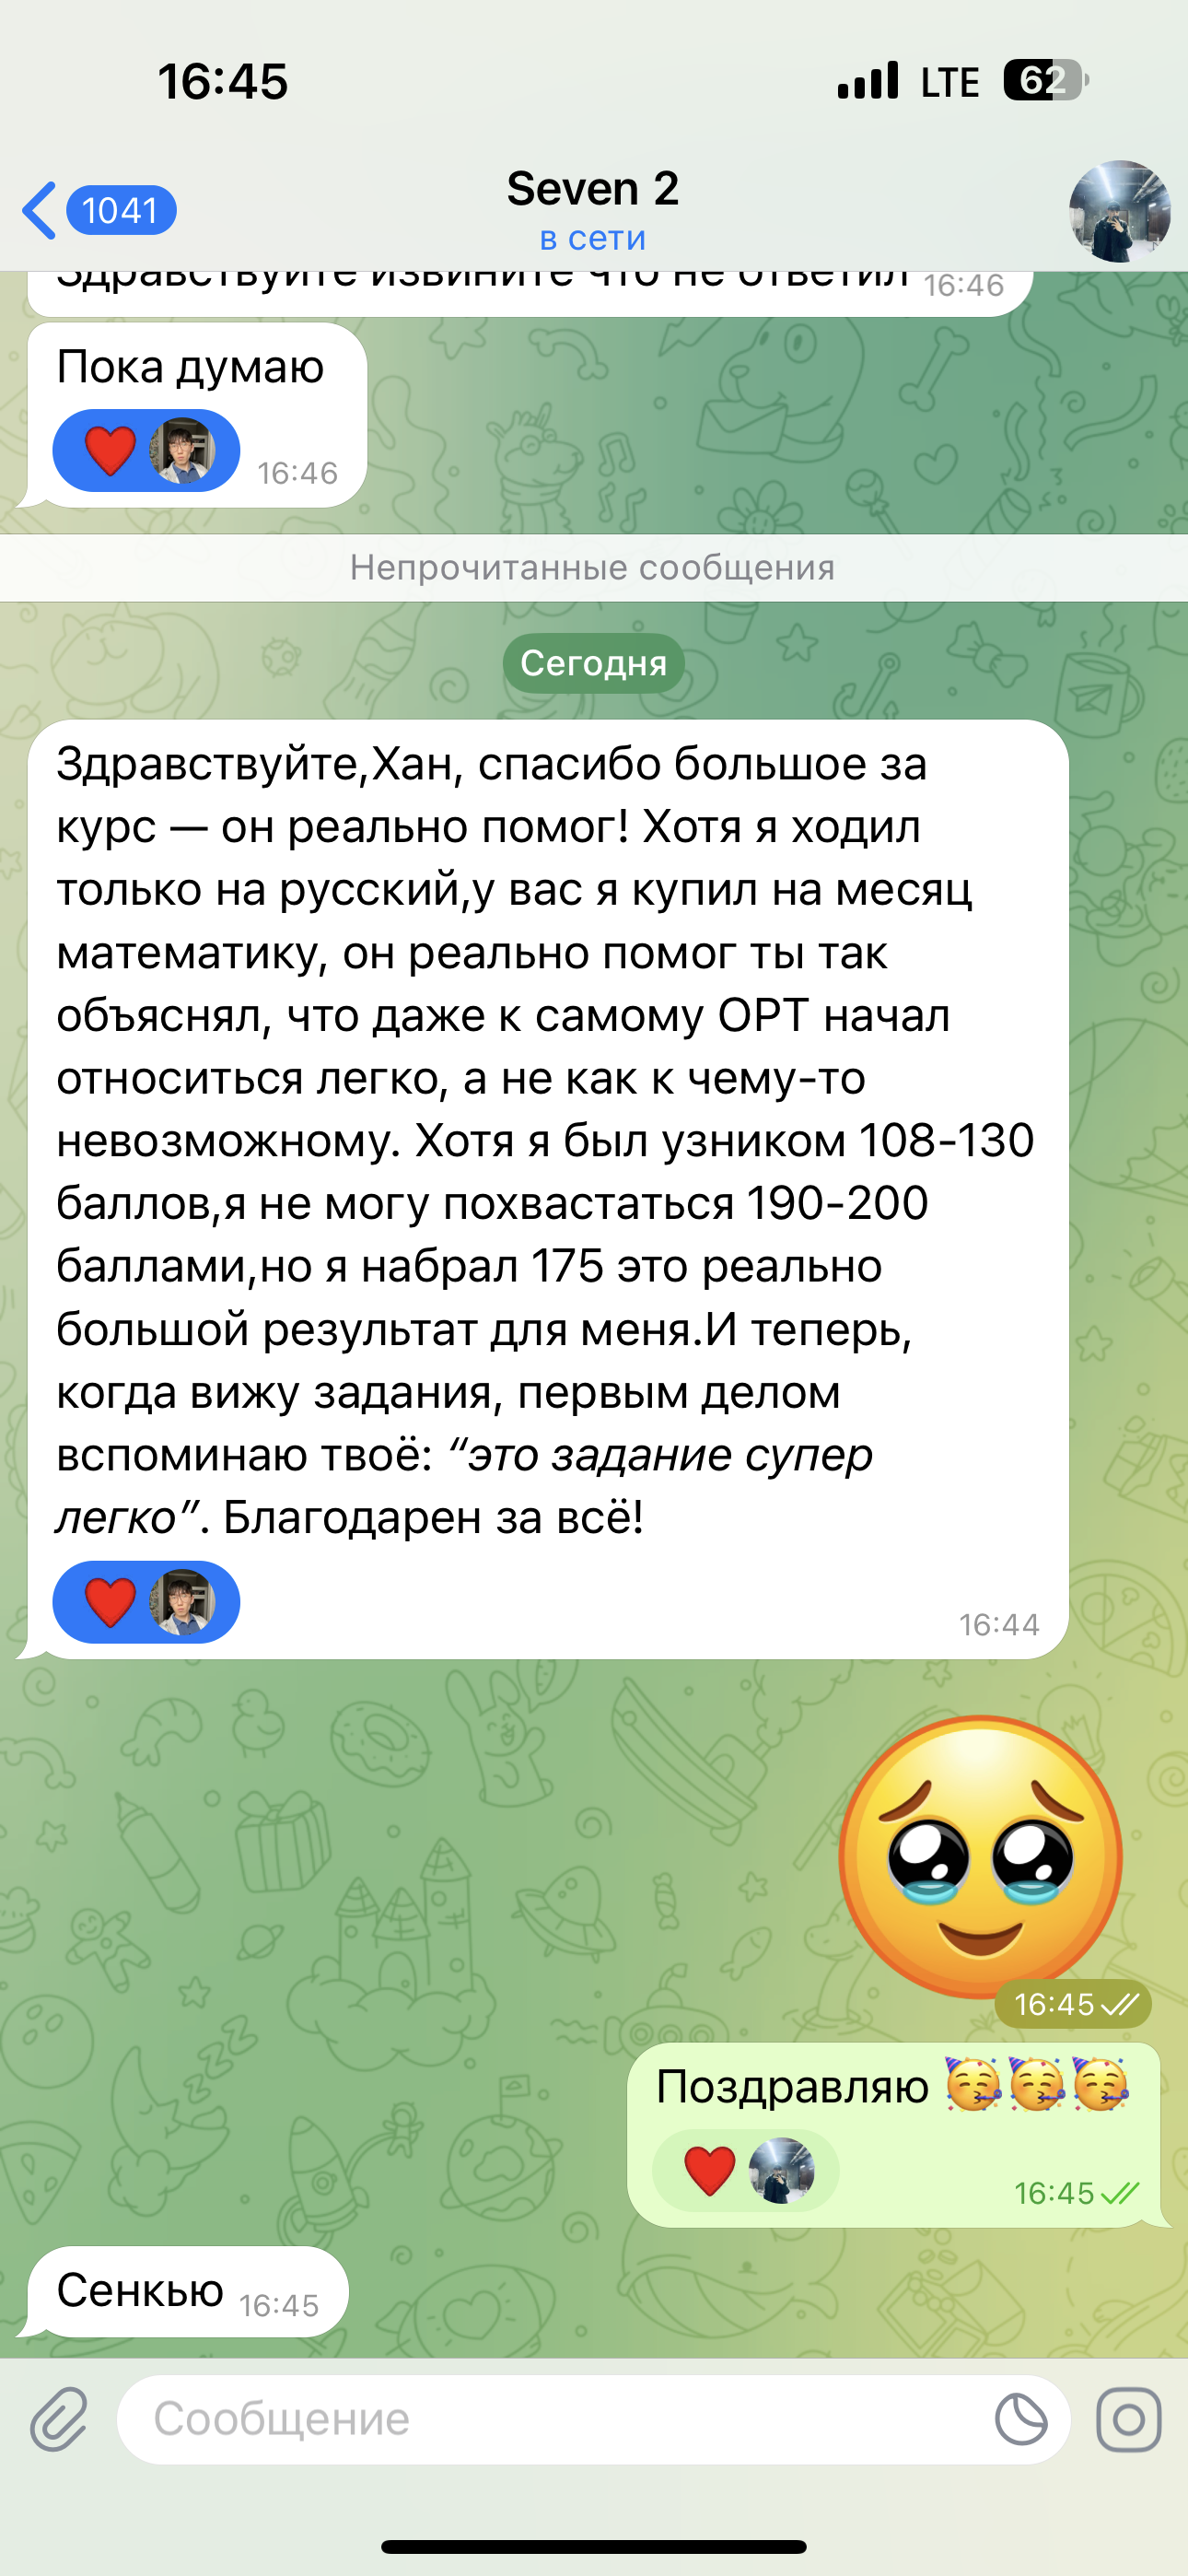 16:45
LTE 62
1041
Seven 2
в сети
Здравствуйте извините что не ответил 16:46
Пока думаю
❤️ 16:46
Непрочитанные сообщения
Сегодня
Здравствуйте,Хан, спасибо большое за
курс — он реально помог! Хотя я ходил
только на русский,у вас я купил на месяц
математику, он реально помог ты так
объяснял, что даже к самому ОРТ начал
относиться легко, а не как к чему-то
невозможному. Хотя я был узником 108-130
баллов,я не могу похвастаться 190-200
баллами,но я набрал 175 это реально
большой результат для меня.И теперь,
когда вижу задания, первым делом
вспоминаю твоё: “это задание супер
легко”. Благодарен за всё!
❤️ 16:44
16:45
Поздравляю 🥳🥳🥳
❤️ 16:45
Сенкью 16:45
Сообщение